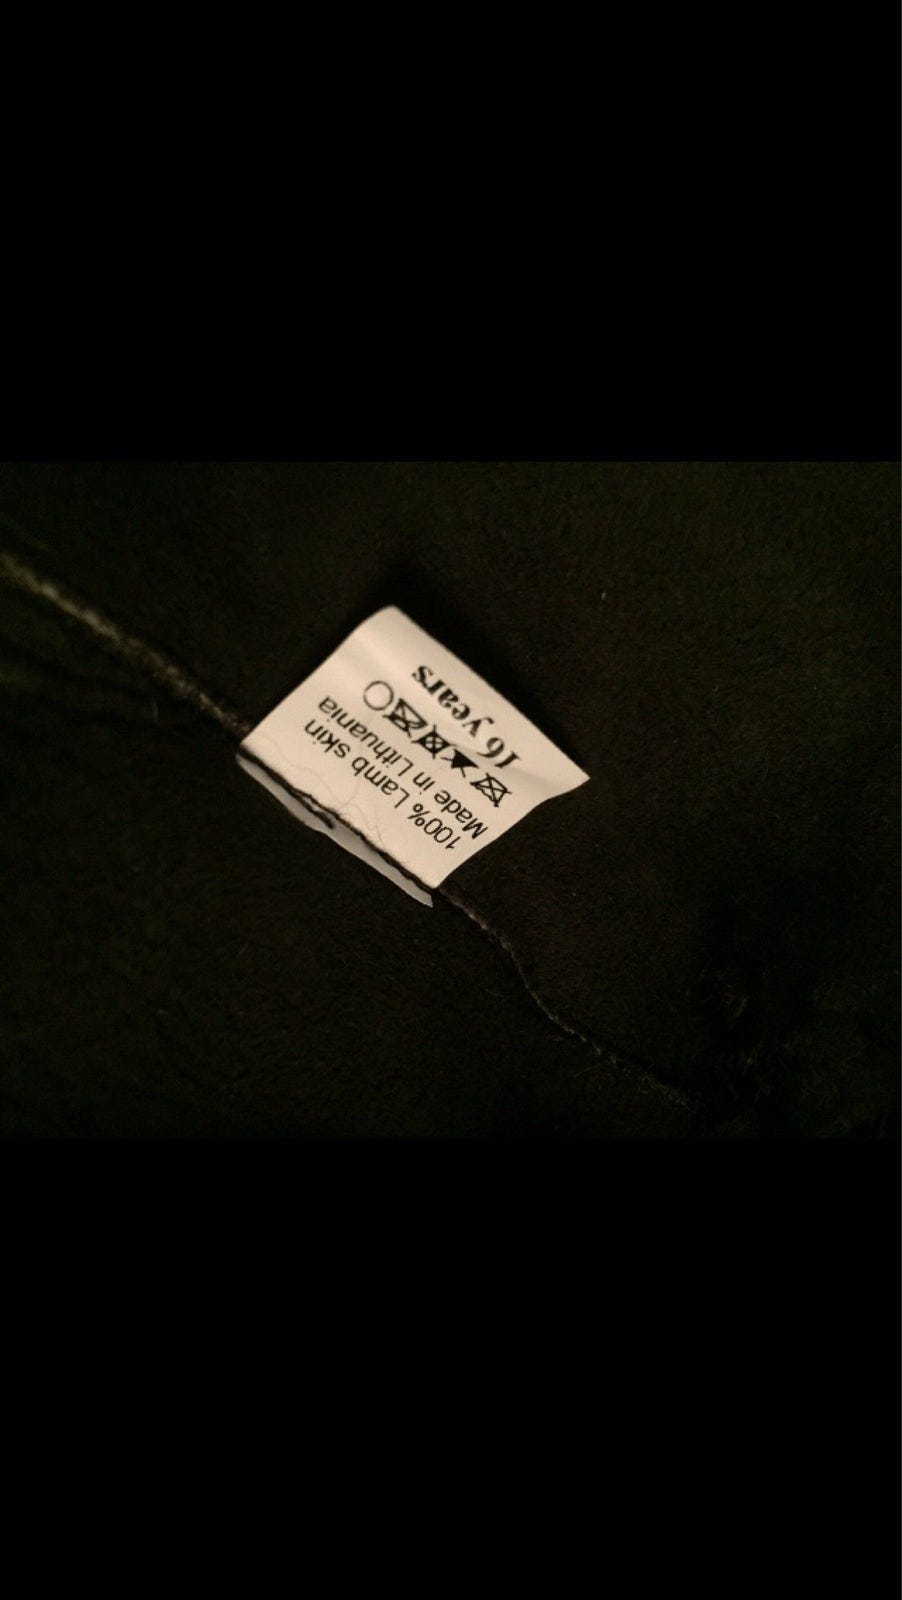 100% Lamb skin
Made in Lithuania
16 years